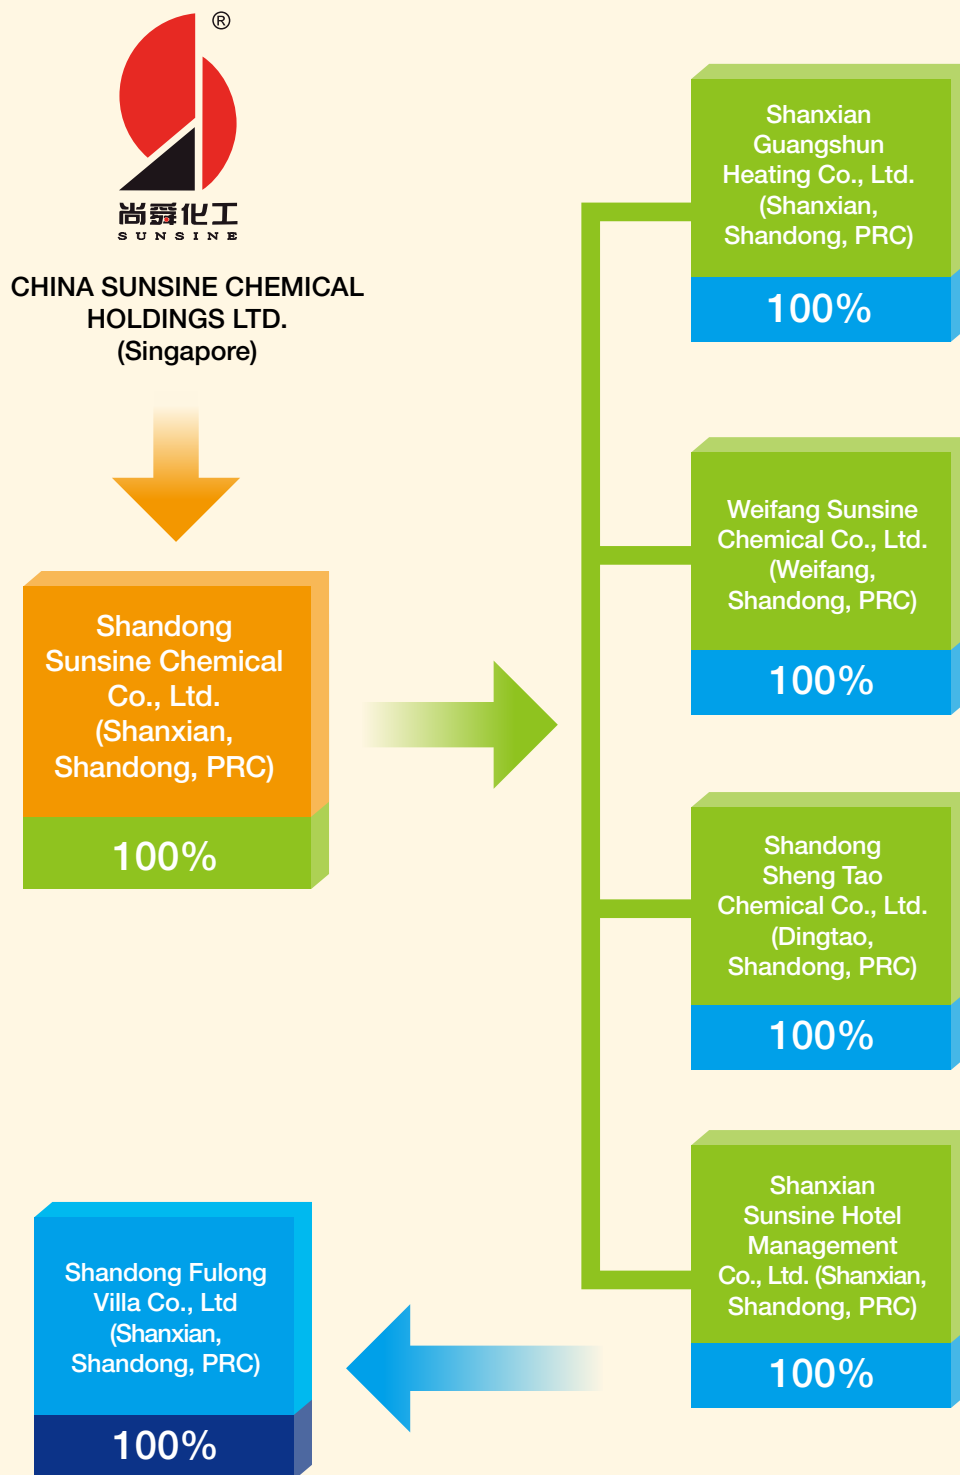 ®
尚舜化工
SUNSINE
CHINA SUNSINE CHEMICAL
HOLDINGS LTD.
(Singapore)
Shandong
Sunsine Chemical
Co., Ltd.
(Shanxian,
Shandong, PRC)
100%
Shanxian
Guangshun
Heating Co., Ltd.
(Shanxian,
Shandong, PRC)
100%
Weifang Sunsine
Chemical Co., Ltd.
(Weifang,
Shandong, PRC)
100%
Shandong
Sheng Tao
Chemical Co., Ltd.
(Dingtao,
Shandong, PRC)
100%
Shanxian
Sunsine Hotel
Management
Co., Ltd. (Shanxian,
Shandong, PRC)
100%
Shandong Fulong
Villa Co., Ltd
(Shanxian,
Shandong, PRC)
100%